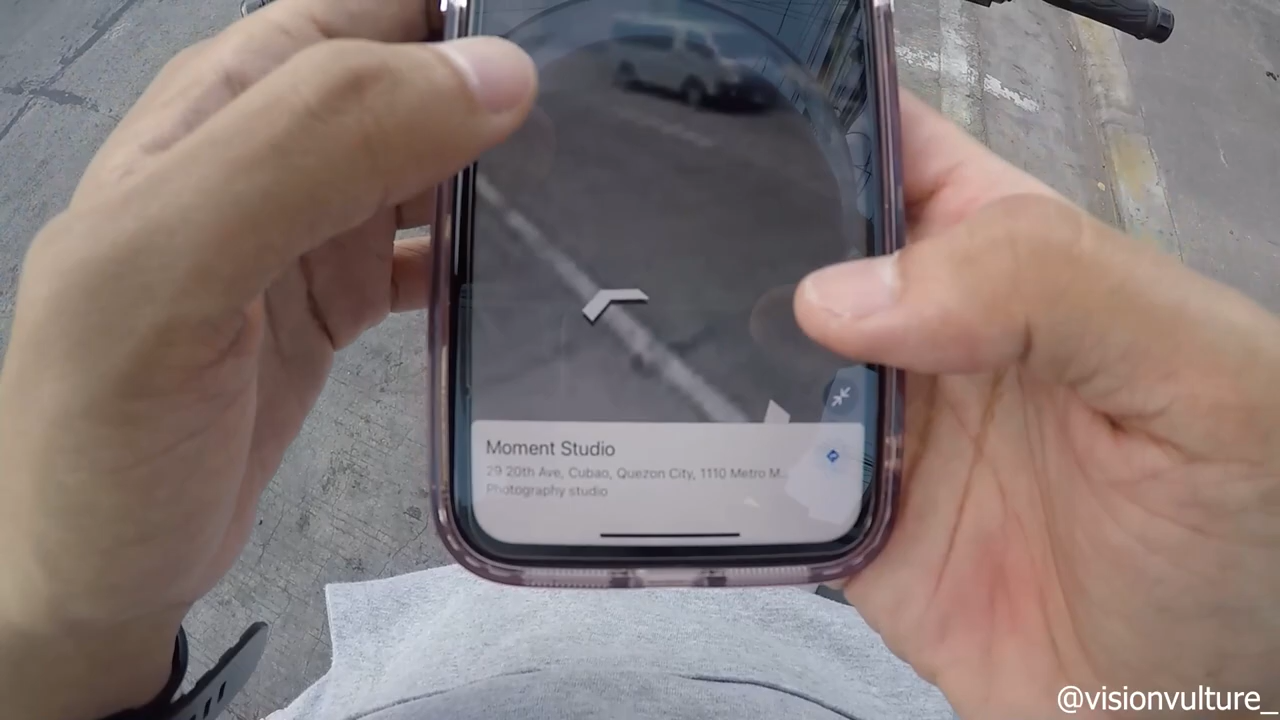 Moment Studio
29 20th Ave, Cubao, Quezon City, 1110 Metro M...
Photography studio
@visionvulture_